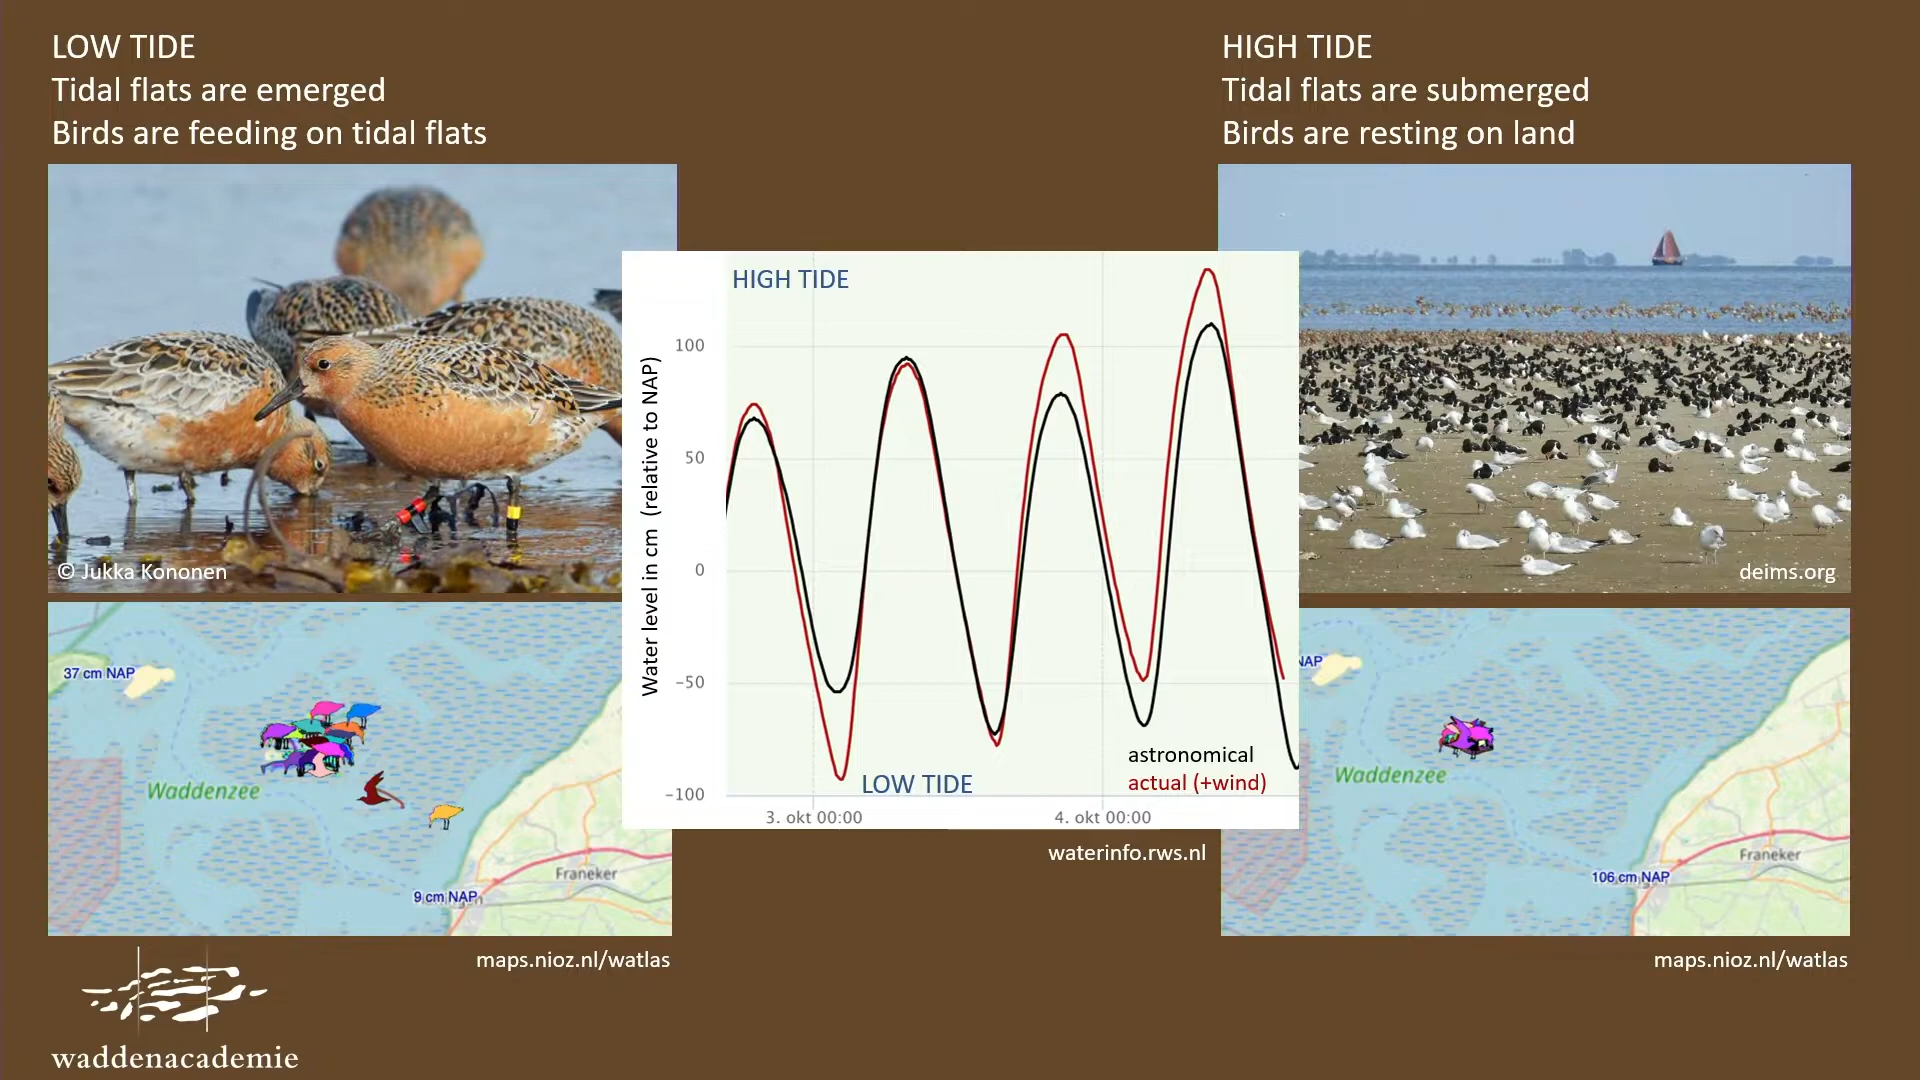 LOW TIDE
Tidal flats are emerged
Birds are feeding on tidal flats
© Jukka Kononen
37 cm NAP
Waddenzee
Franeker
9 cm NAP
maps.nioz.nl/watlas
HIGH TIDE
100
50
0
−50
−100
Water level in cm (relative to NAP)
LOW TIDE
astronomical
actual (+wind)
3. okt 00:00
4. okt 00:00
waterinfo.rws.nl
HIGH TIDE
Tidal flats are submerged
Birds are resting on land
deims.org
NAP
Waddenzee
Franeker
106 cm NAP
maps.nioz.nl/watlas
waddenacademie